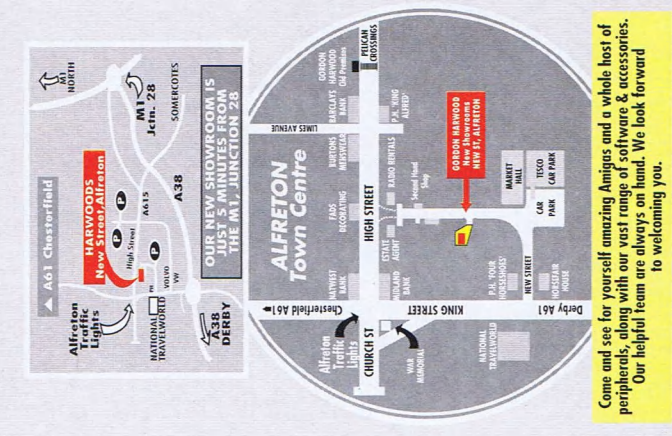 M1
NORTH
A61 Chesterfield
HARWOODS
New Street, Alfreton
P
P
P
M1
Jctn. 28
SOMERCOTES
A615
High Street
A38
Alfreton
Traffic
Lights
NATIONAL
TRAVELWORLD
VOLVO
VW
A38
DERBY
OUR NEW SHOWROOM IS
JUST 5 MINUTES FROM
THE M1, JUNCTION 28
ALFRETON
Town Centre
Chesterfield A61
NATWEST
BANK
FADS
DECORATING
BURTONS
MENSWEAR
LIMES AVENUE
BARCLAYS
BANK
GORDON
HARWOOD
Old Premises
Alfreton
Traffic
Lights
CHURCH ST
HIGH STREET
PELICAN
CROSSINGS
WAR
MEMORIAL
MIDLAND
BANK
ESTATE
AGENT
RADIO RENTALS
Second Hand
Shop
P.H. 'KING
ALFRED'
KING STREET
GORDON HARWOOD
New Showrooms
NEW ST, ALFRETON
NATIONAL
TRAVELWORLD
P.H. 'FOUR
HORSESHOES'
NEW STREET
MARKET
HALL
TESCO
CAR PARK
CAR
PARK
HORSEFAIR
HOUSE
Derby A61
Come and see for yourself amazing Amigas and a whole host of
peripherals, along with our vast range of software & accessories.
Our helpful team are always on hand. We look forward
to welcoming you.